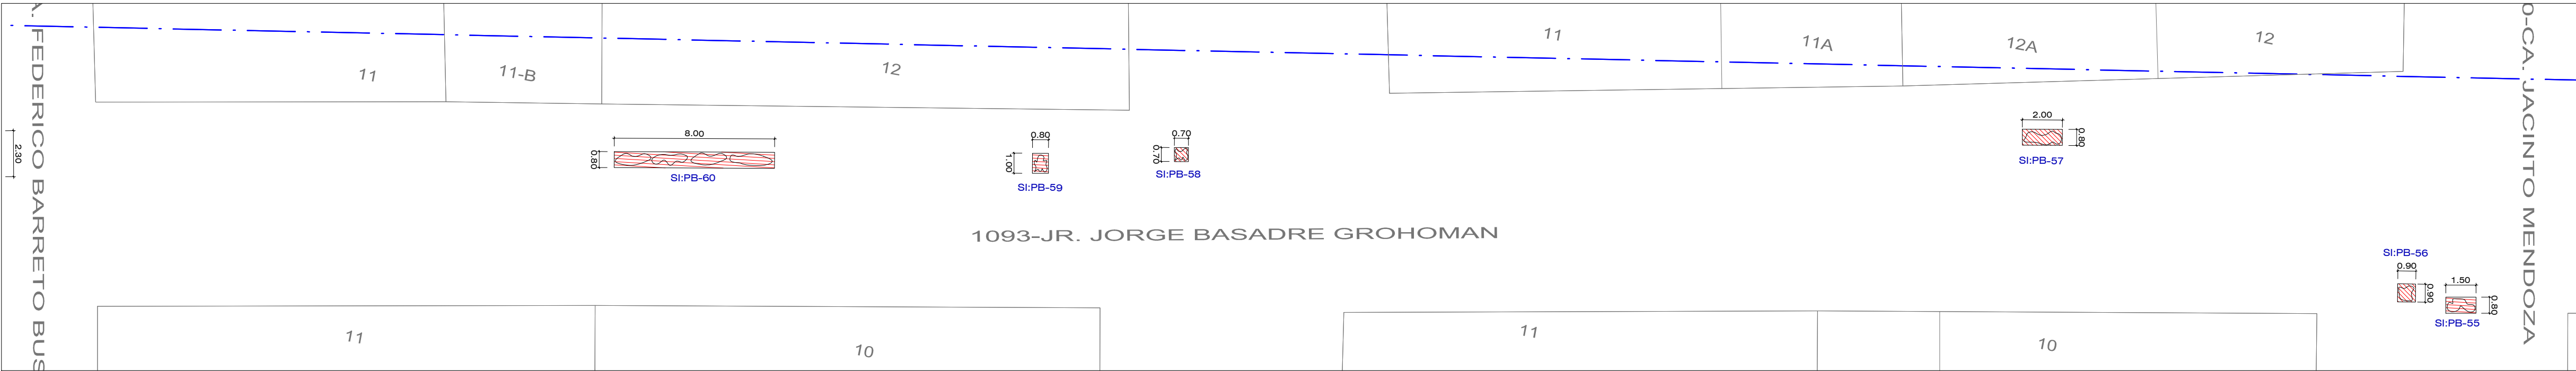 11
11-B
12
11
11A
12A
12
FEDERICO BARRETO BUS
2.30
8.00
0.80
SI:PB-60
0.80
1.00
SI:PB-59
0.70
0.70
SI:PB-58
2.00
0.80
SI:PB-57
1093-JR. JORGE BASADRE GROHOMAN
SI:PB-56
0.90
0.90
1.50
0.80
SI:PB-55
0-CA. JACINTO MENDOZA
11
10
11
10